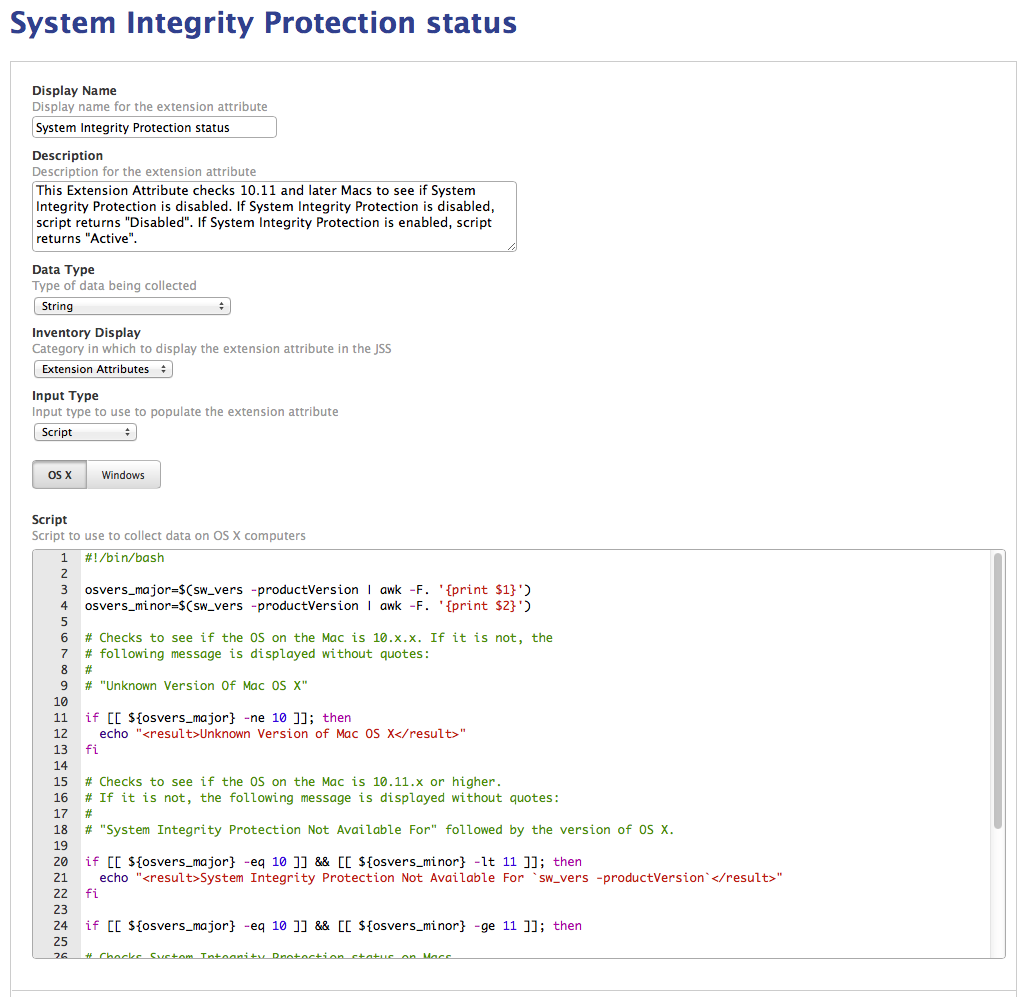 System Integrity Protection status
Display Name
Display name for the extension attribute
System Integrity Protection status
Description
Description for the extension attribute
This Extension Attribute checks 10.11 and later Macs to see if System
Integrity Protection is disabled. If System Integrity Protection is disabled,
script returns "Disabled". If System Integrity Protection is enabled, script
returns "Active".
Data Type
Type of data being collected
String
Inventory Display
Category in which to display the extension attribute in the JSS
Extension Attributes
Input Type
Input type to use to populate the extension attribute
Script
OS X Windows
Script
Script to use to collect data on OS X computers
1 #!/bin/bash
2
3 osvers_major=$(sw_vers -productVersion | awk -F. '{print $1}')
4 osvers_minor=$(sw_vers -productVersion | awk -F. '{print $2}')
5
6 # Checks to see if the OS on the Mac is 10.x.x. If it is not, the
7 # following message is displayed without quotes:
8 #
9 # "Unknown Version Of Mac OS X"
10
11 if [[ ${osvers_major} -ne 10 ]]; then
12   echo "<result>Unknown Version of Mac OS X</result>"
13 fi
14
15 # Checks to see if the OS on the Mac is 10.11.x or higher.
16 # If it is not, the following message is displayed without quotes:
17 #
18 # "System Integrity Protection Not Available For" followed by the version of OS X.
19
20 if [[ ${osvers_major} -eq 10 ]] && [[ ${osvers_minor} -lt 11 ]]; then
21   echo "<result>System Integrity Protection Not Available For `sw_vers -productVersion`</result>"
22 fi
23
24 if [[ ${osvers_major} -eq 10 ]] && [[ ${osvers_minor} -ge 11 ]]; then
25
26 # Checks System Integrity Protection status on Macs